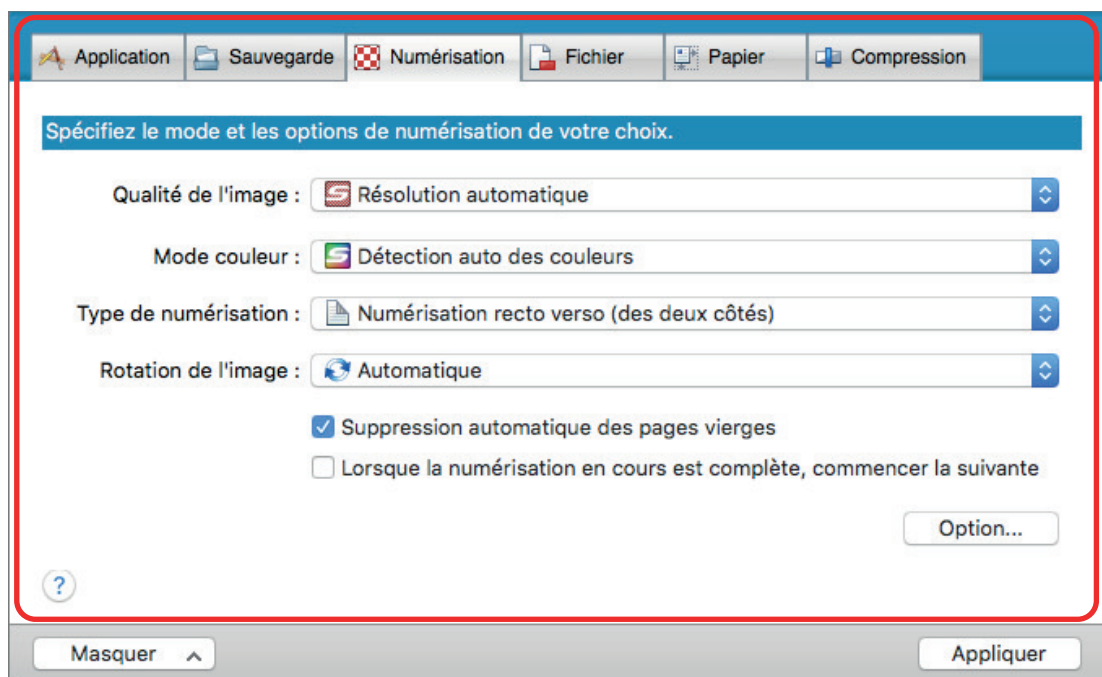 Application Sauvegarde Numérisation Fichier Papier Compression
Spécifiez le mode et les options de numérisation de votre choix.
Qualité de l'image : Résolution automatique
Mode couleur : Détection auto des couleurs
Type de numérisation : Numérisation recto verso (des deux côtés)
Rotation de l'image : Automatique
Suppression automatique des pages vierges
Lorsque la numérisation en cours est complète, commencer la suivante
Option...
?
Masquer Appliquer